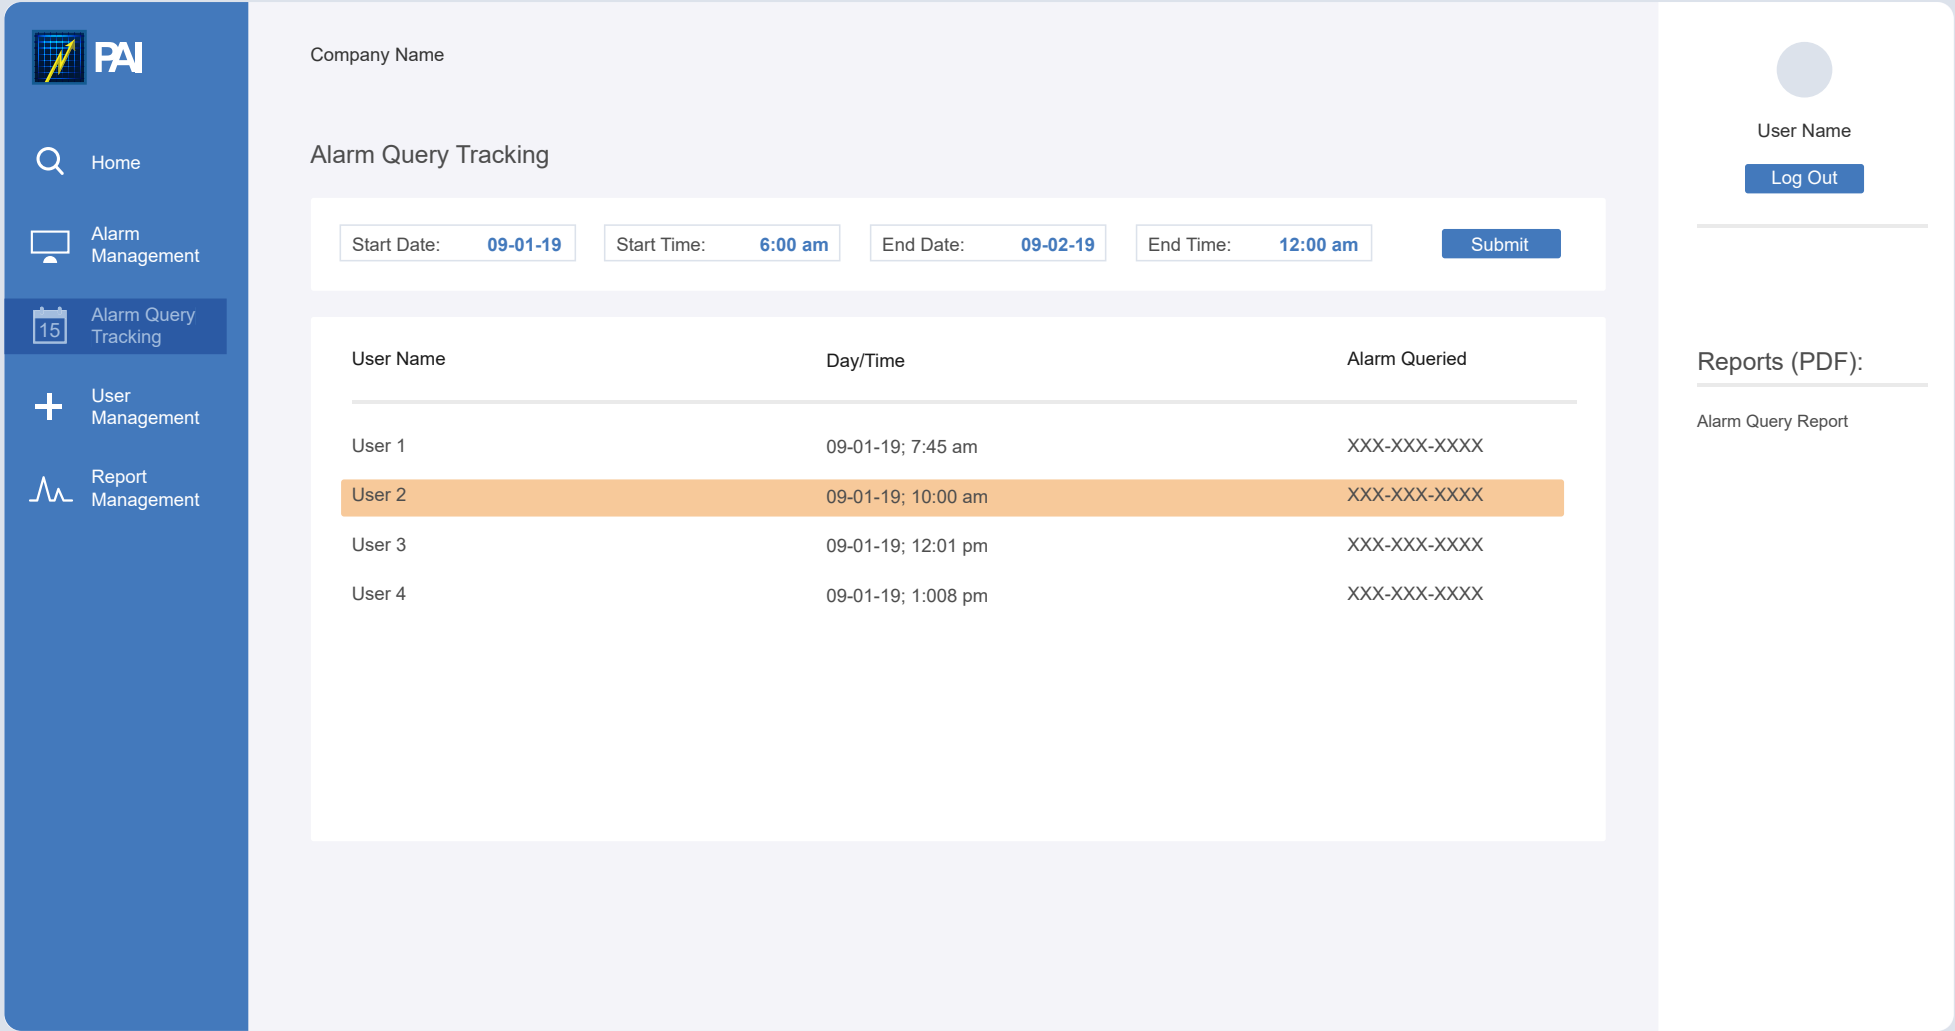 PAI
Home
Alarm
Management
15
Alarm Query
Tracking
User
Management
Report
Management
Company Name
Alarm Query Tracking
Start Date: 09-01-19 Start Time: 6:00 am End Date: 09-02-19 End Time: 12:00 am Submit
User Name Day/Time Alarm Queried
User 1 09-01-19; 7:45 am XXX-XXX-XXXX
User 2 09-01-19; 10:00 am XXX-XXX-XXXX
User 3 09-01-19; 12:01 pm XXX-XXX-XXXX
User 4 09-01-19; 1:008 pm XXX-XXX-XXXX
User Name
Log Out
Reports (PDF):
Alarm Query Report